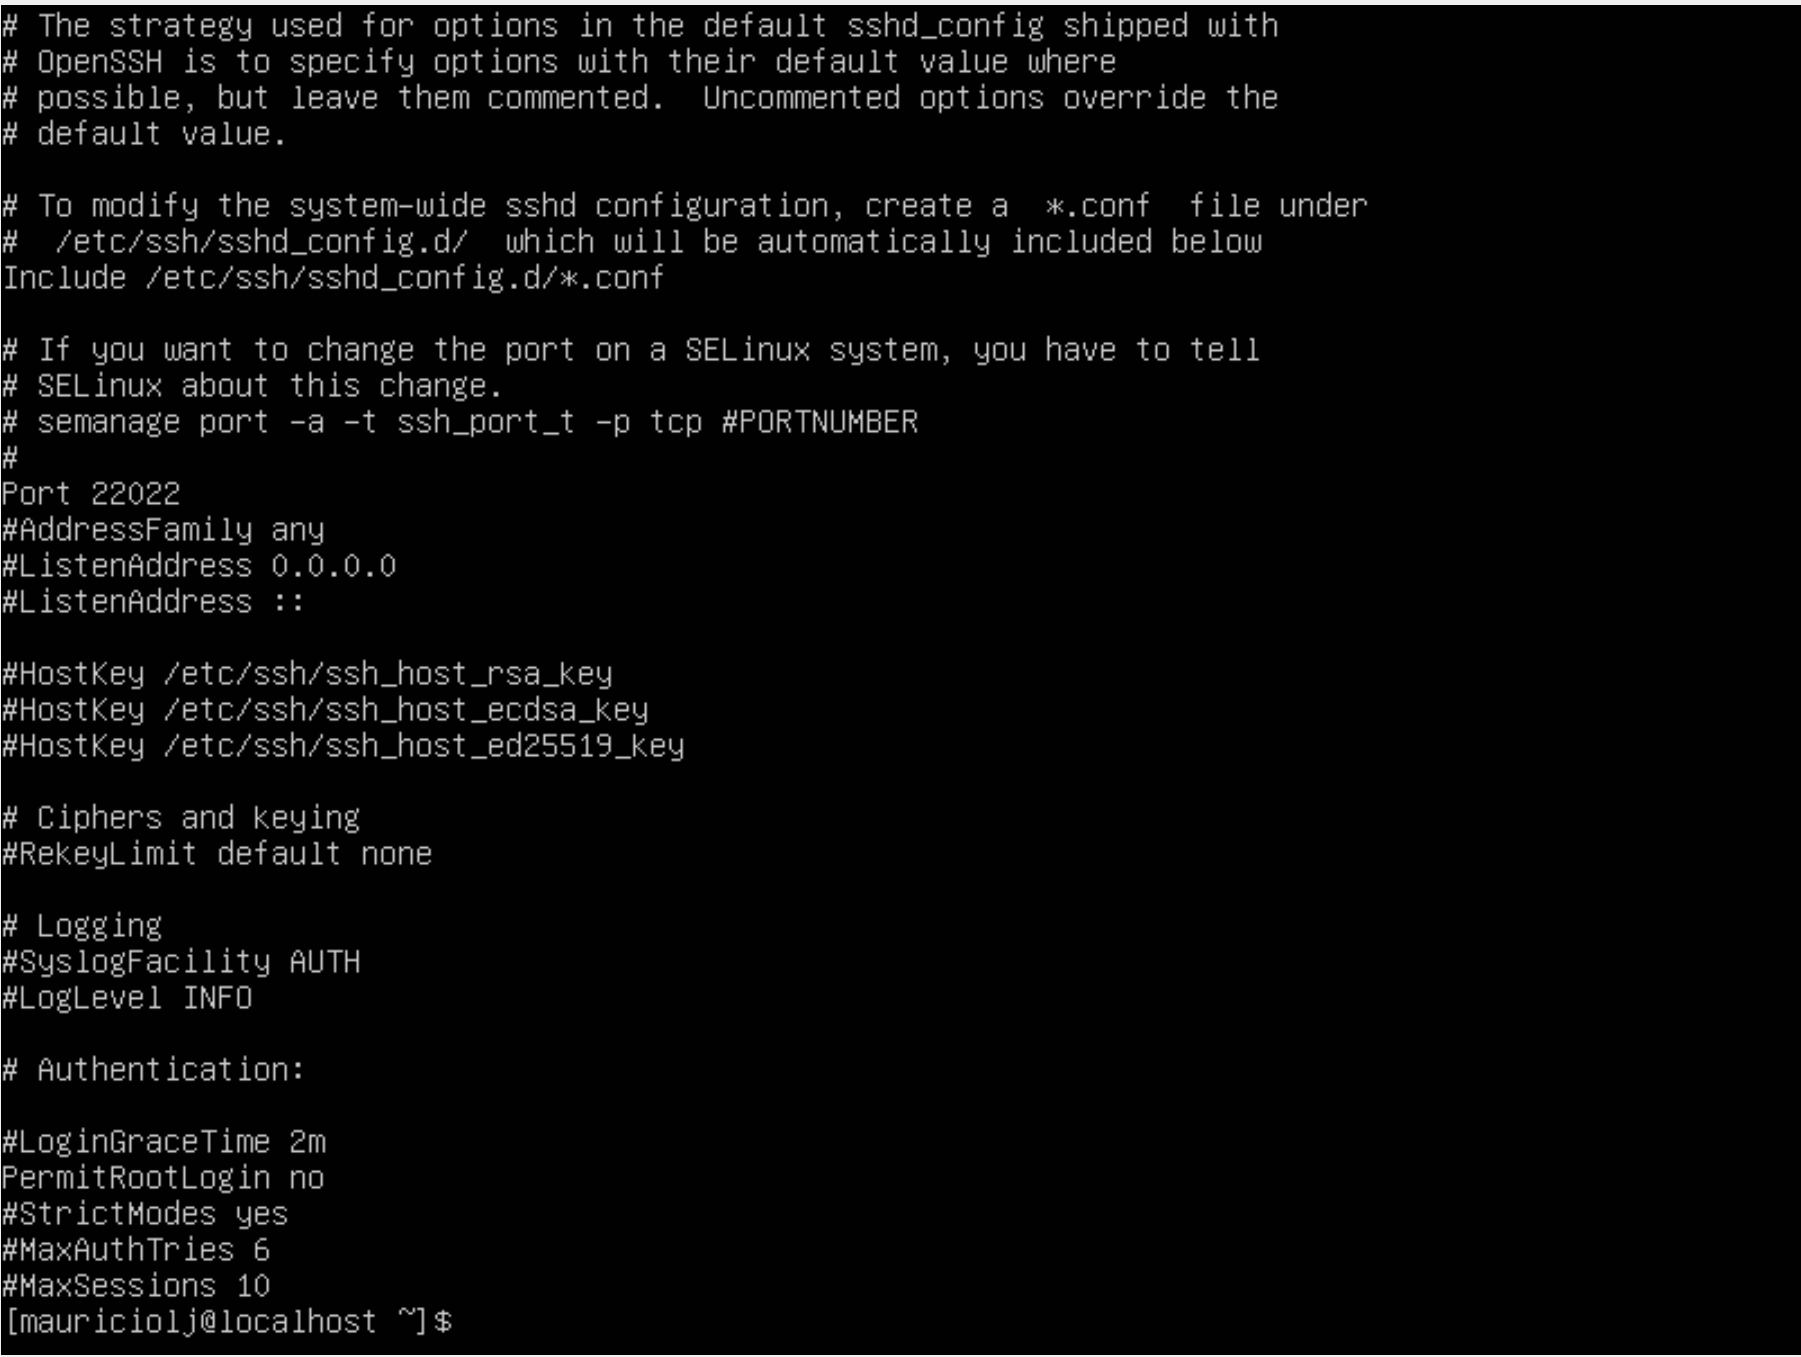 # The strategy used for options in the default sshd_config shipped with
# OpenSSH is to specify options with their default value where
# possible, but leave them commented.  Uncommented options override the
# default value.

# To modify the system-wide sshd configuration, create a  *.conf  file under
#  /etc/ssh/sshd_config.d/  which will be automatically included below
Include /etc/ssh/sshd_config.d/*.conf

# If you want to change the port on a SELinux system, you have to tell
# SELinux about this change.
# semanage port -a -t ssh_port_t -p tcp #PORTNUMBER
#
Port 22022
#AddressFamily any
#ListenAddress 0.0.0.0
#ListenAddress ::

#HostKey /etc/ssh/ssh_host_rsa_key
#HostKey /etc/ssh/ssh_host_ecdsa_key
#HostKey /etc/ssh/ssh_host_ed25519_key

# Ciphers and keying
#RekeyLimit default none

# Logging
#SyslogFacility AUTH
#LogLevel INFO

# Authentication:

#LoginGraceTime 2m
PermitRootLogin no
#StrictModes yes
#MaxAuthTries 6
#MaxSessions 10
[mauriciolj@localhost ~]$